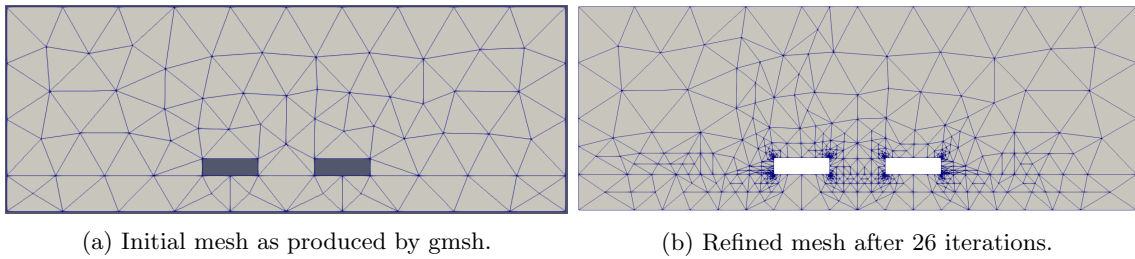 (a) Initial mesh as produced by gmsh.
(b) Refined mesh after 26 iterations.